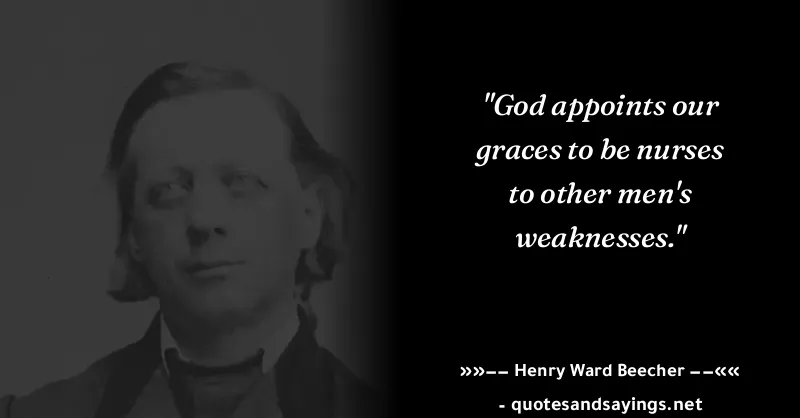 "God appoints our
graces to be nurses
to other men's
weaknesses."
»»−− Henry Ward Beecher −−««
- quotesandsayings.net